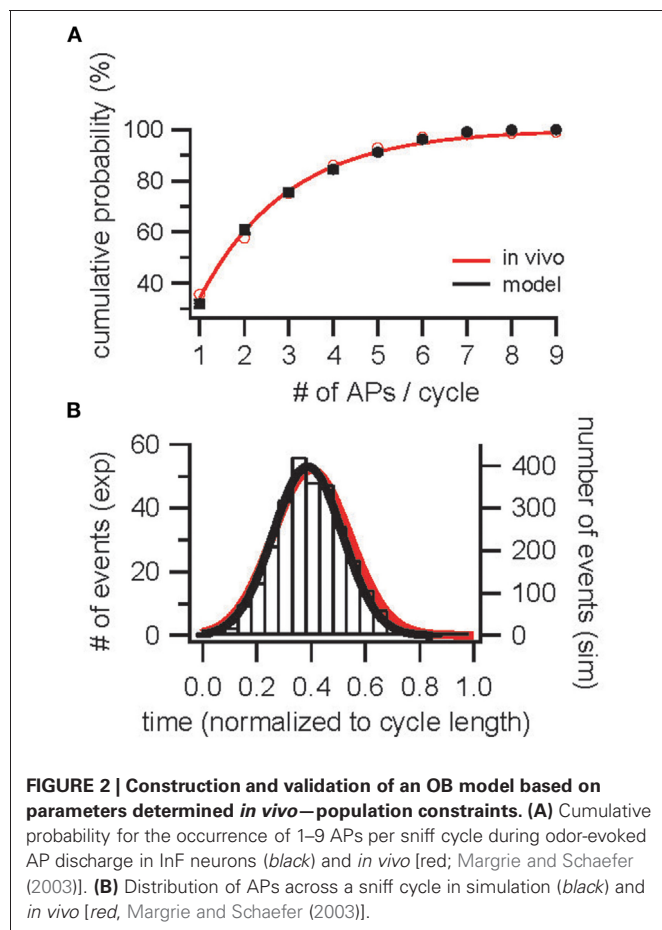 A
cumulative probability (%)
100
80
60
40
in vivo
model
1 2 3 4 5 6 7 8 9
# of APs / cycle
B
# of events (exp)
60
40
20
0
number of events (sim)
400
300
200
100
0
0.0 0.2 0.4 0.6 0.8 1.0
time (normalized to cycle length)
FIGURE 2 | Construction and validation of an OB model based on
parameters determined in vivo—population constraints. (A) Cumulative
probability for the occurrence of 1–9 APs per sniff cycle during odor-evoked
AP discharge in InF neurons (black) and in vivo [red; Margrie and Schaefer
(2003)]. (B) Distribution of APs across a sniff cycle in simulation (black) and
in vivo [red, Margrie and Schaefer (2003)].